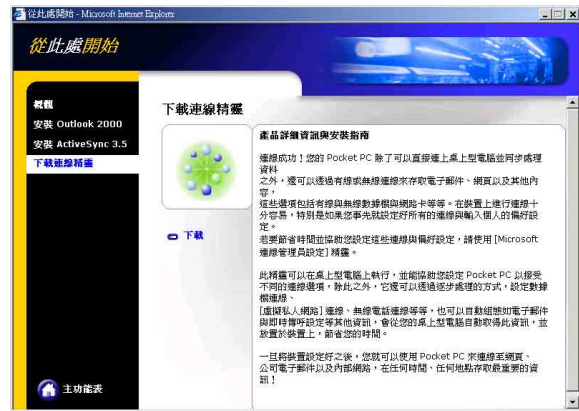 從此處開始 - Microsoft Internet Explorer
從此處開始
概觀
安裝 Outlook 2000
安裝 ActiveSync 3.5
下載連線精靈
下載連線精靈
下載
產品詳細資訊與安裝指南
連線成功！您的 Pocket PC 除了可以直接連上桌上型電腦並同步處理
資料
之外，還可以透過有線或無線連線來存取電子郵件、網頁以及其他內
容，
這些選項包括有線與無線數據機與網路卡等等。在裝置上進行連線十
分容易，特別是如果您事先就設定好所有的連線與輸入個人的偏好設
定。
若要節省時間並協助您設定這些連線與偏好設定，請使用 [Microsoft
連線管理員設定] 精靈。
此精靈可以在桌上型電腦上執行，並能協助您設定 Pocket PC 以接受
不同的連線選項，除此之外，它還可以透過逐步處理的方式，設定數據
機連線、
[虛擬私人網路] 連線、無線電話連線等等，也可以自動組態如電子郵件
與即時傳呼設定等其他資訊，會從您的桌上型電腦自動取得此資訊，並
放置於裝置上，節省您的時間。
一旦將裝置設定好之後，您就可以使用 Pocket PC 來連線至網頁、
公司電子郵件以及內部網路，在任何時間、任何地點存取最重要的資
訊！
主功能表